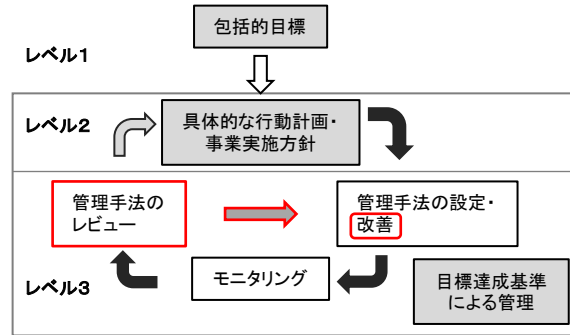 包括的目標
レベル1
レベル2
具体的な行動計画・
事業実施方針
管理手法の
レビュー
管理手法の設定・
改善
モニタリング
レベル3
目標達成基準
による管理